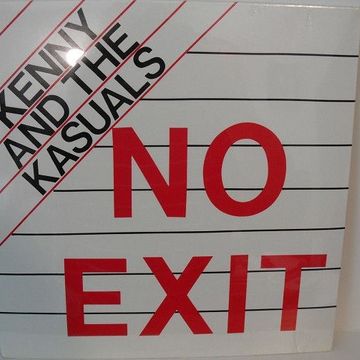 KENNY
AND THE
KASUALS
NO
EXIT